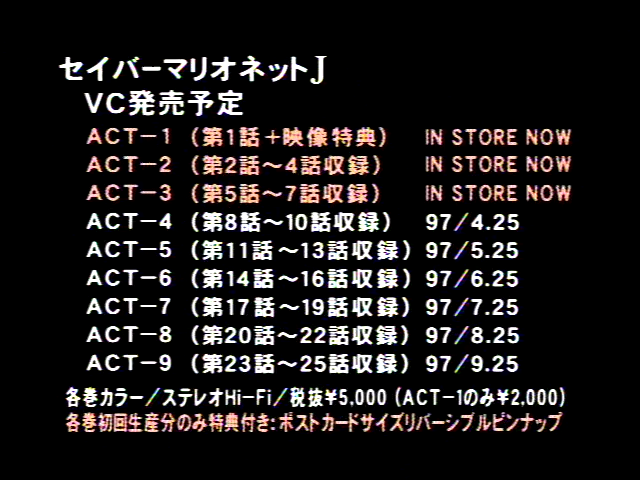 セイバーマリオネットJ
VC発売予定
ACT-1 (第1話+映像特典) IN STORE NOW
ACT-2 (第2話~4話収録) IN STORE NOW
ACT-3 (第5話~7話収録) IN STORE NOW
ACT-4 (第8話~10話収録) 97/4.25
ACT-5 (第11話~13話収録) 97/5.25
ACT-6 (第14話~16話収録) 97/6.25
ACT-7 (第17話~19話収録) 97/7.25
ACT-8 (第20話~22話収録) 97/8.25
ACT-9 (第23話~25話収録) 97/9.25
各巻カラー/ステレオHi-Fi/税抜¥5,000 (ACT-1のみ¥2,000)
各巻初回生産分のみ特典付き:ポストカードサイズリバーシブルピンナップ